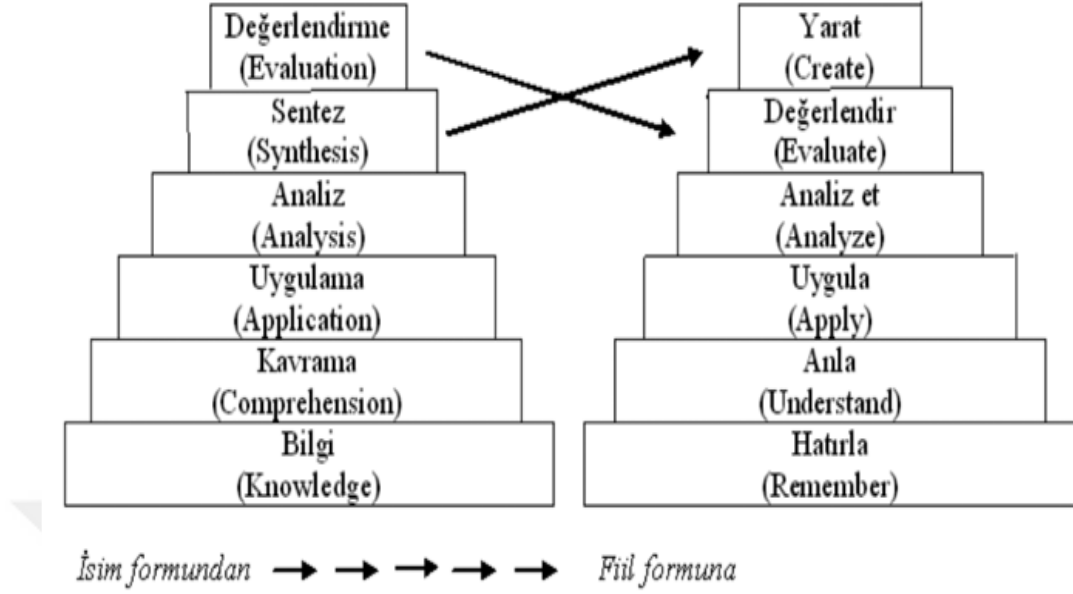 Değerlendirme
(Evaluation)
Sentez
(Synthesis)
Analiz
(Analysis)
Uygulama
(Application)
Kavrama
(Comprehension)
Bilgi
(Knowledge)
Yarat
(Create)
Değerlendir
(Evaluate)
Analiz et
(Analyze)
Uygula
(Apply)
Anla
(Understand)
Hatırla
(Remember)
İsim formundan
Fiil formuna